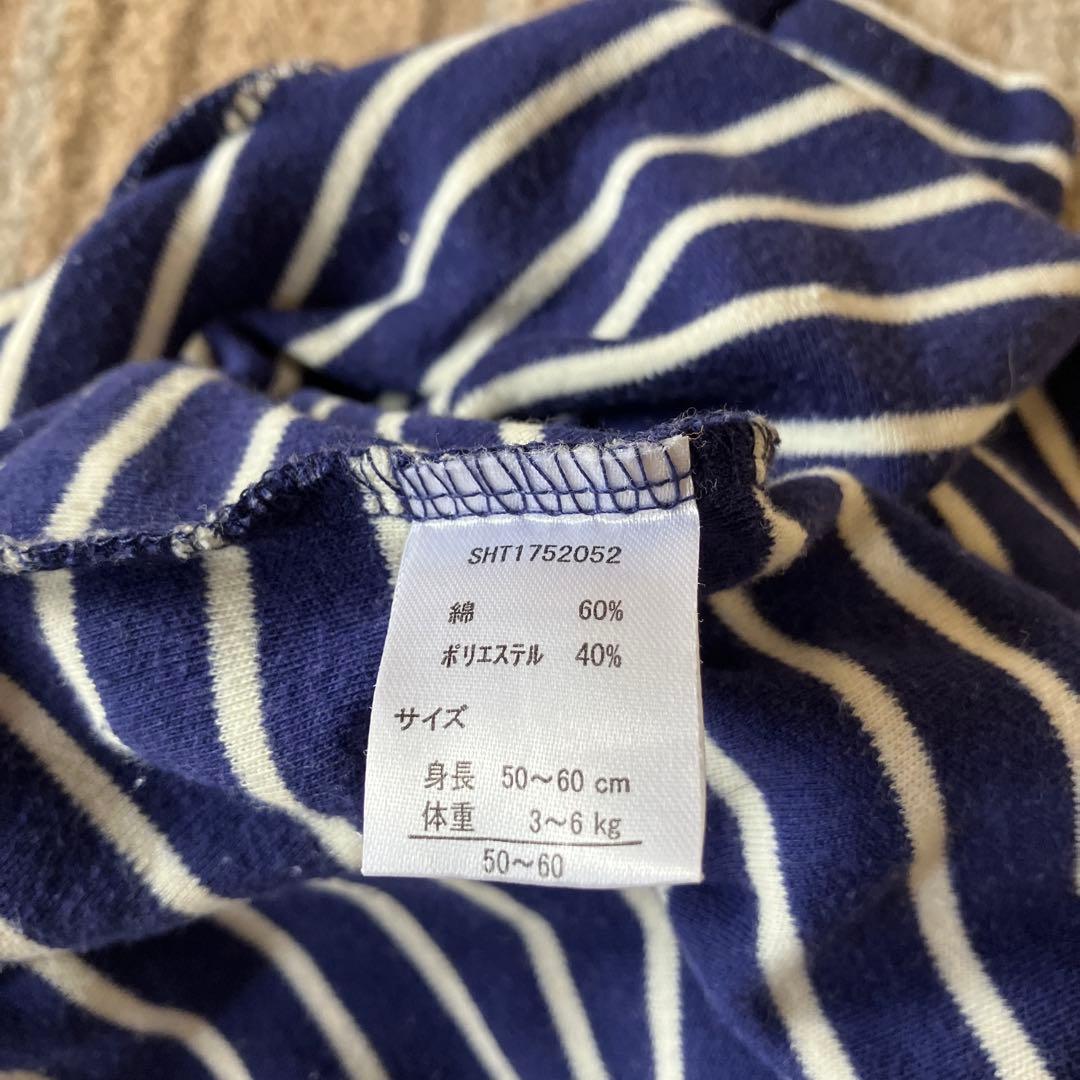 SHT1752052
綿 60%
ポリエステル 40%
サイズ
身長 50～60 cm
体重 3～6 kg
50～60